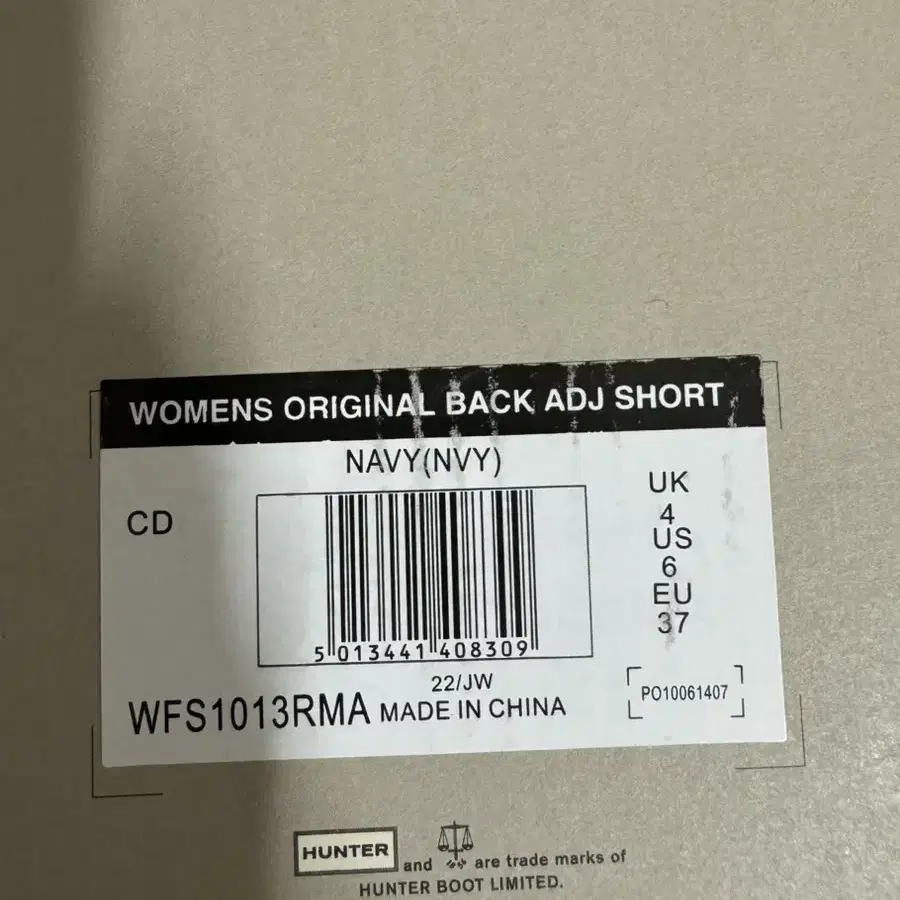 WOMENS ORIGINAL BACK ADJ SHORT
NAVY(NVY)
CD
UK
4
US
6
EU
37
5 013441 408309
22/JW
WFS1013RMA MADE IN CHINA
PO10061407
HUNTER and are trade marks of
HUNTER BOOT LIMITED.